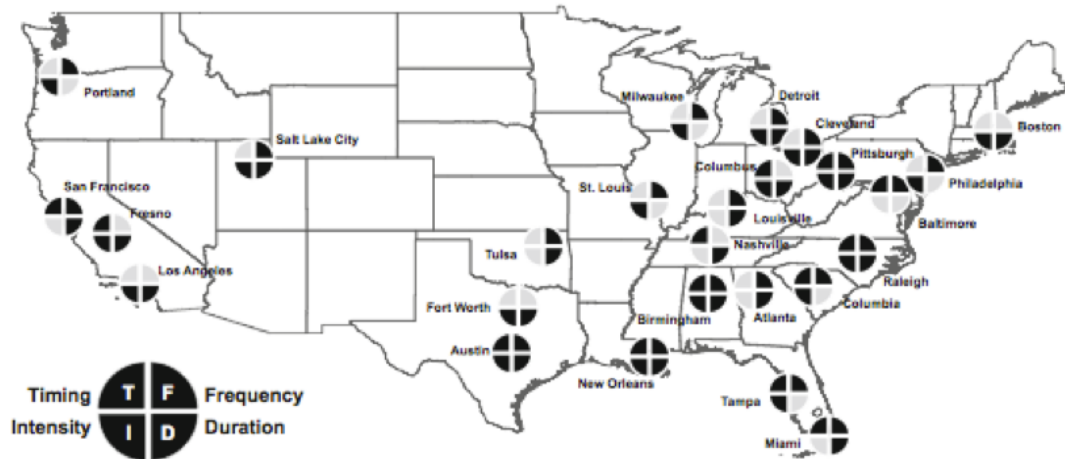 Portland
Salt Lake City
San Francisco
Fresno
Los Angeles
Milwaukee
Detroit
Cleveland
Boston
Columbus
Pittsburgh
Philadelphia
St. Louis
Louisville
Baltimore
Nashville
Tulsa
Raleigh
Columbia
Fort Worth
Birmingham
Atlanta
Austin
New Orleans
Tampa
Miami
Timing T F Frequency
Intensity I D Duration